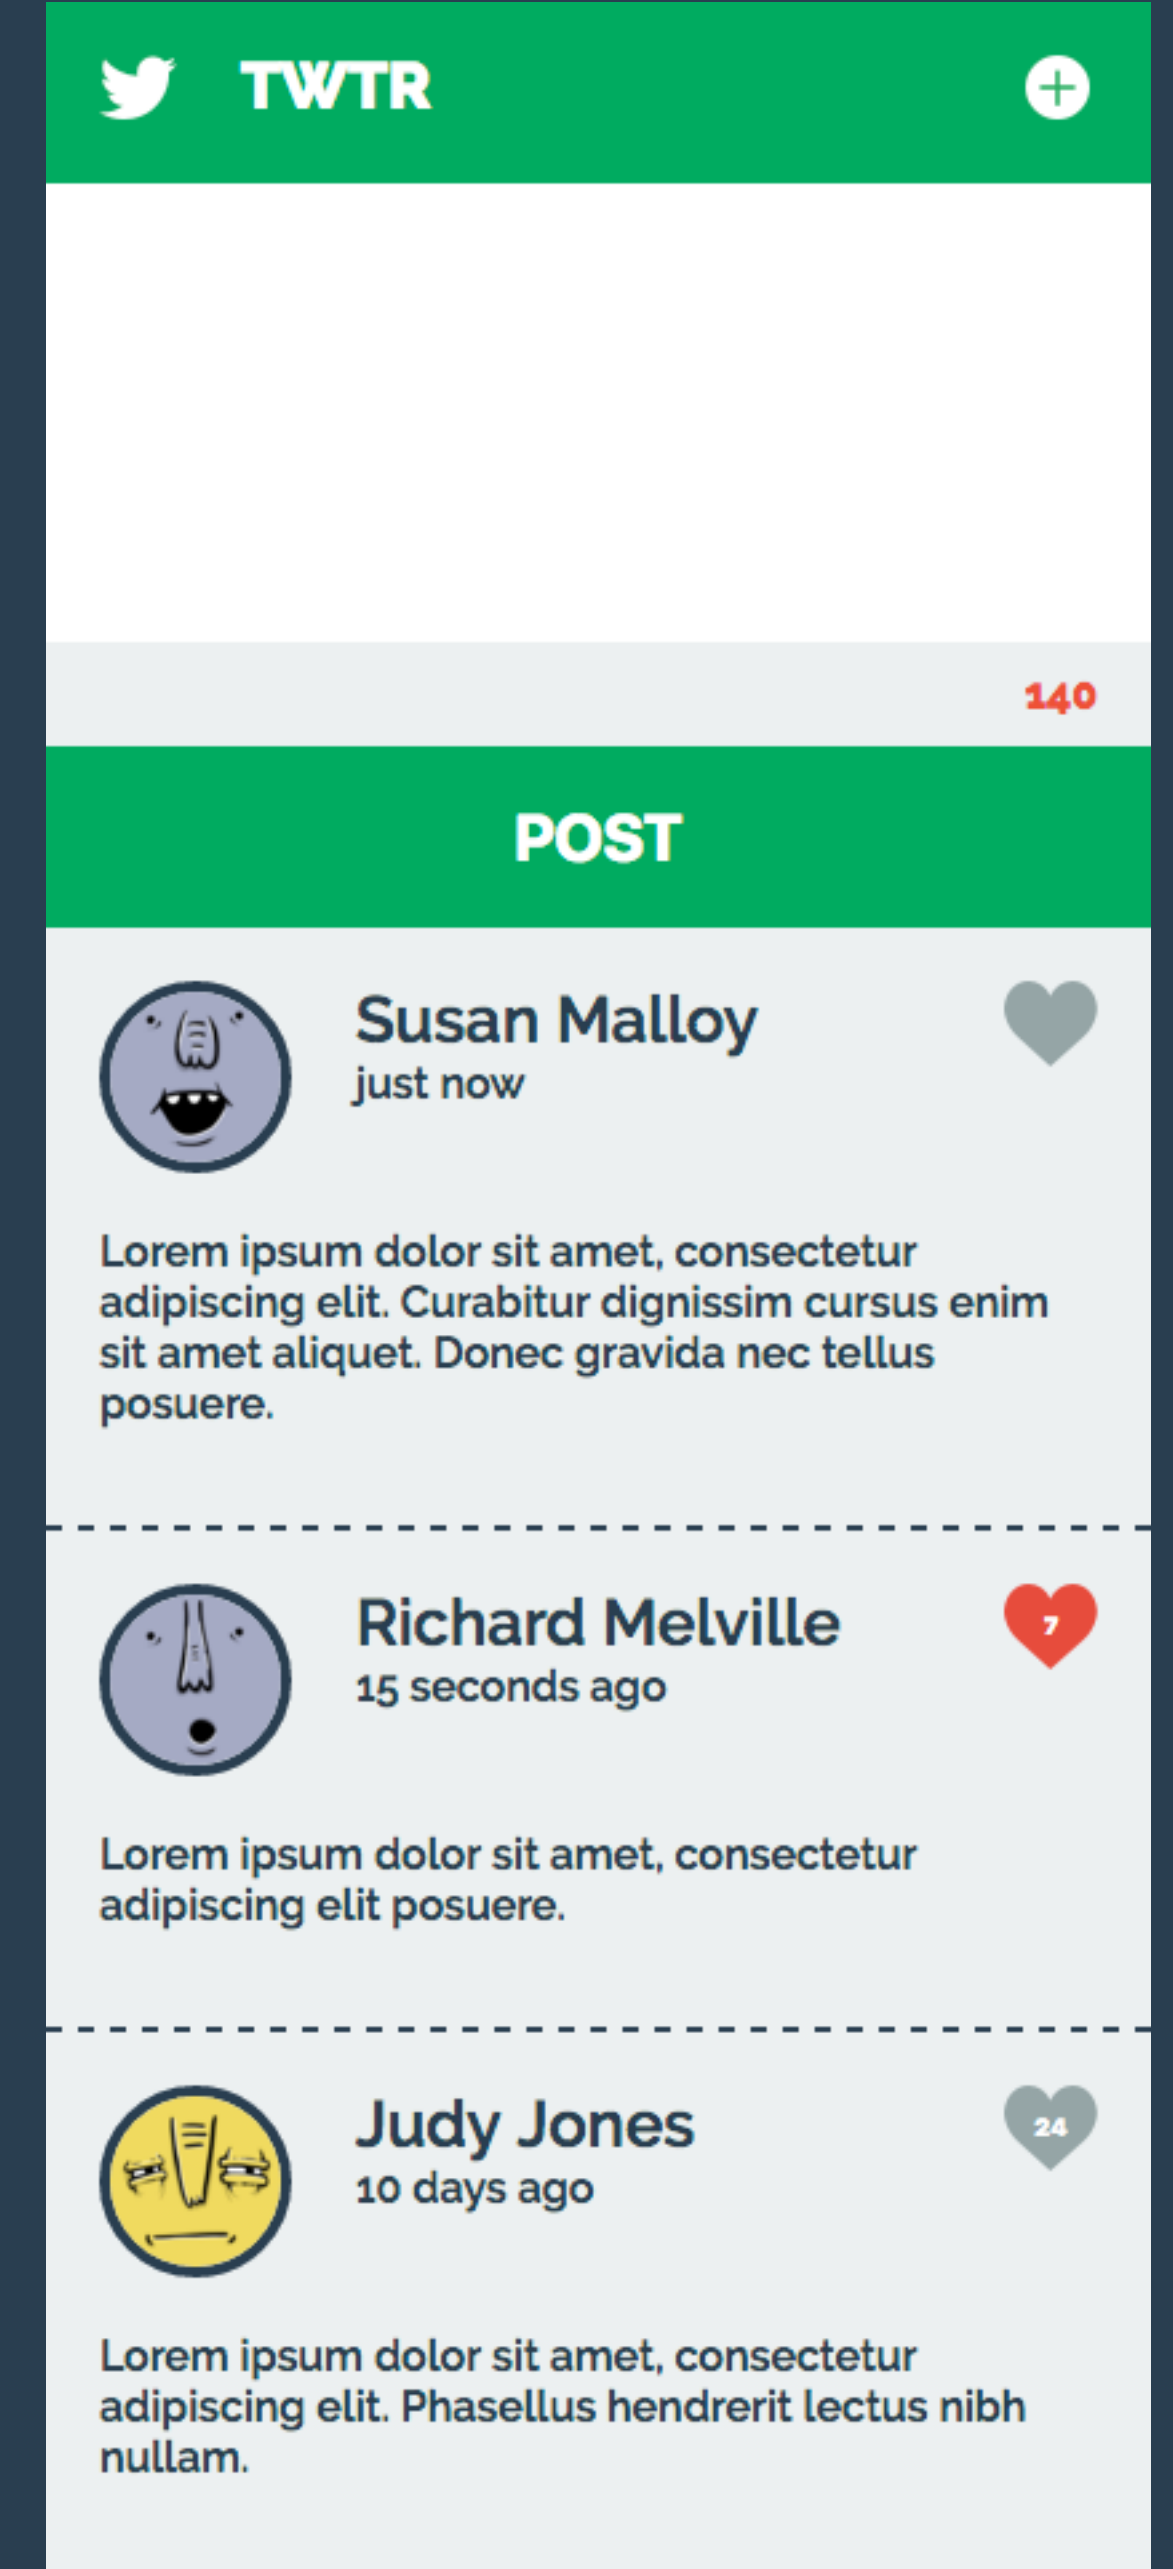 TWTR
140
POST
Susan Malloy
just now
Lorem ipsum dolor sit amet, consectetur
adipiscing elit. Curabitur dignissim cursus enim
sit amet aliquet. Donec gravida nec tellus
posuere.
Richard Melville
7
15 seconds ago
Lorem ipsum dolor sit amet, consectetur
adipiscing elit posuere.
Judy Jones
24
10 days ago
Lorem ipsum dolor sit amet, consectetur
adipiscing elit. Phasellus hendrerit lectus nibh
nullam.